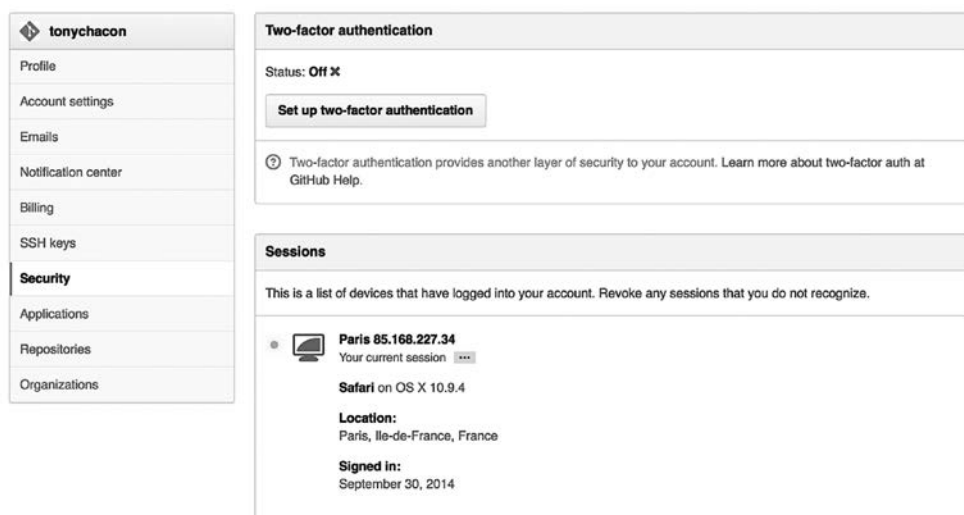 tonychacon
Profile
Account settings
Emails
Notification center
Billing
SSH keys
Security
Applications
Repositories
Organizations
Two-factor authentication
Status: Off ✖
Set up two-factor authentication
? Two-factor authentication provides another layer of security to your account. Learn more about two-factor auth at
GitHub Help.
Sessions
This is a list of devices that have logged into your account. Revoke any sessions that you do not recognize.
Paris 85.168.227.34
Your current session ···
Safari on OS X 10.9.4
Location:
Paris, Ile-de-France, France
Signed in:
September 30, 2014